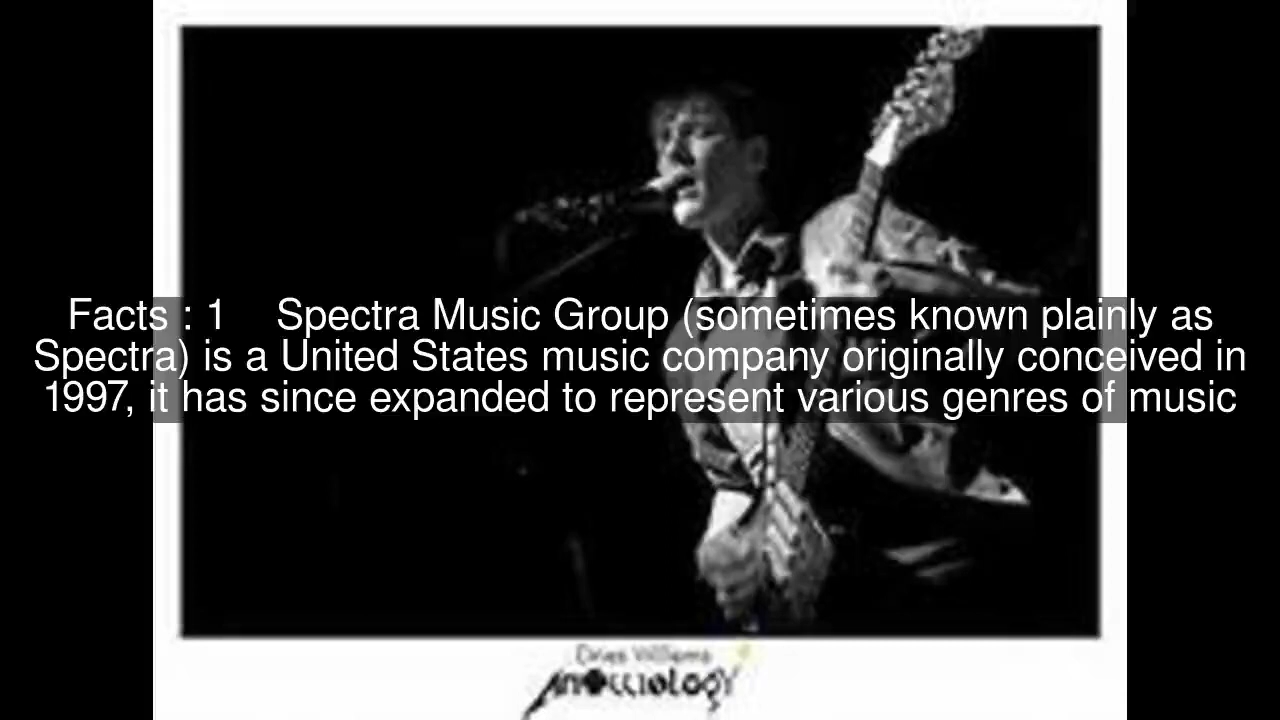 Facts : 1 Spectra Music Group (sometimes known plainly as
Spectra) is a United States music company originally conceived in
1997, it has since expanded to represent various genres of music
Williams